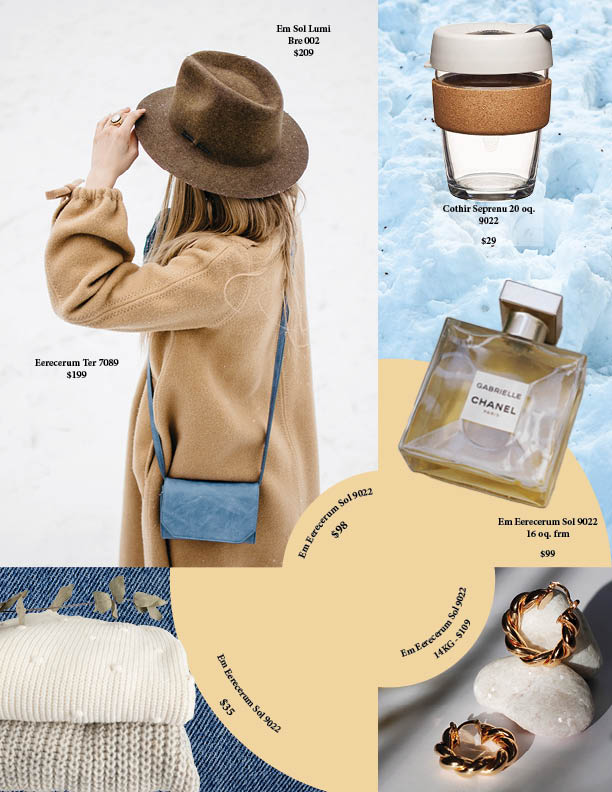 Em Sol Lumi
Bre 002
$209
Cothir Seprenu 20 oq.
9022
$29
Eerecerum Ter 7089
$199
GABRIELLE
CHANEL
PARIS
Em Eerecerum Sol 9022
$98
Em Eerecerum Sol 9022
16 oq. frm
$99
Em Eerecerum Sol 9022
14KG - $109
Em Eerecerum Sol 9022
$35